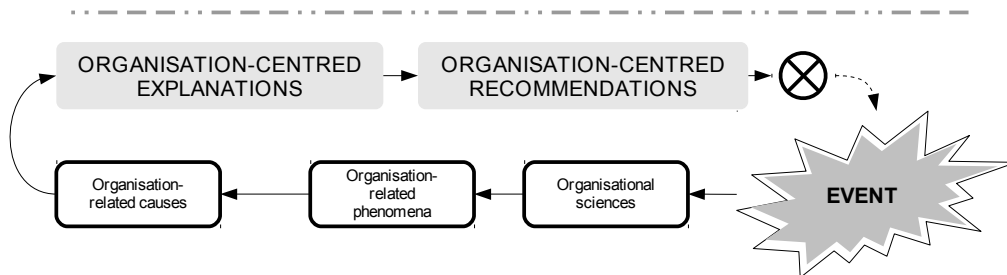 ORGANISATION-CENTRED
EXPLANATIONS
ORGANISATION-CENTRED
RECOMMENDATIONS
Organisation-
related causes
Organisation-
related
phenomena
Organisational
sciences
EVENT